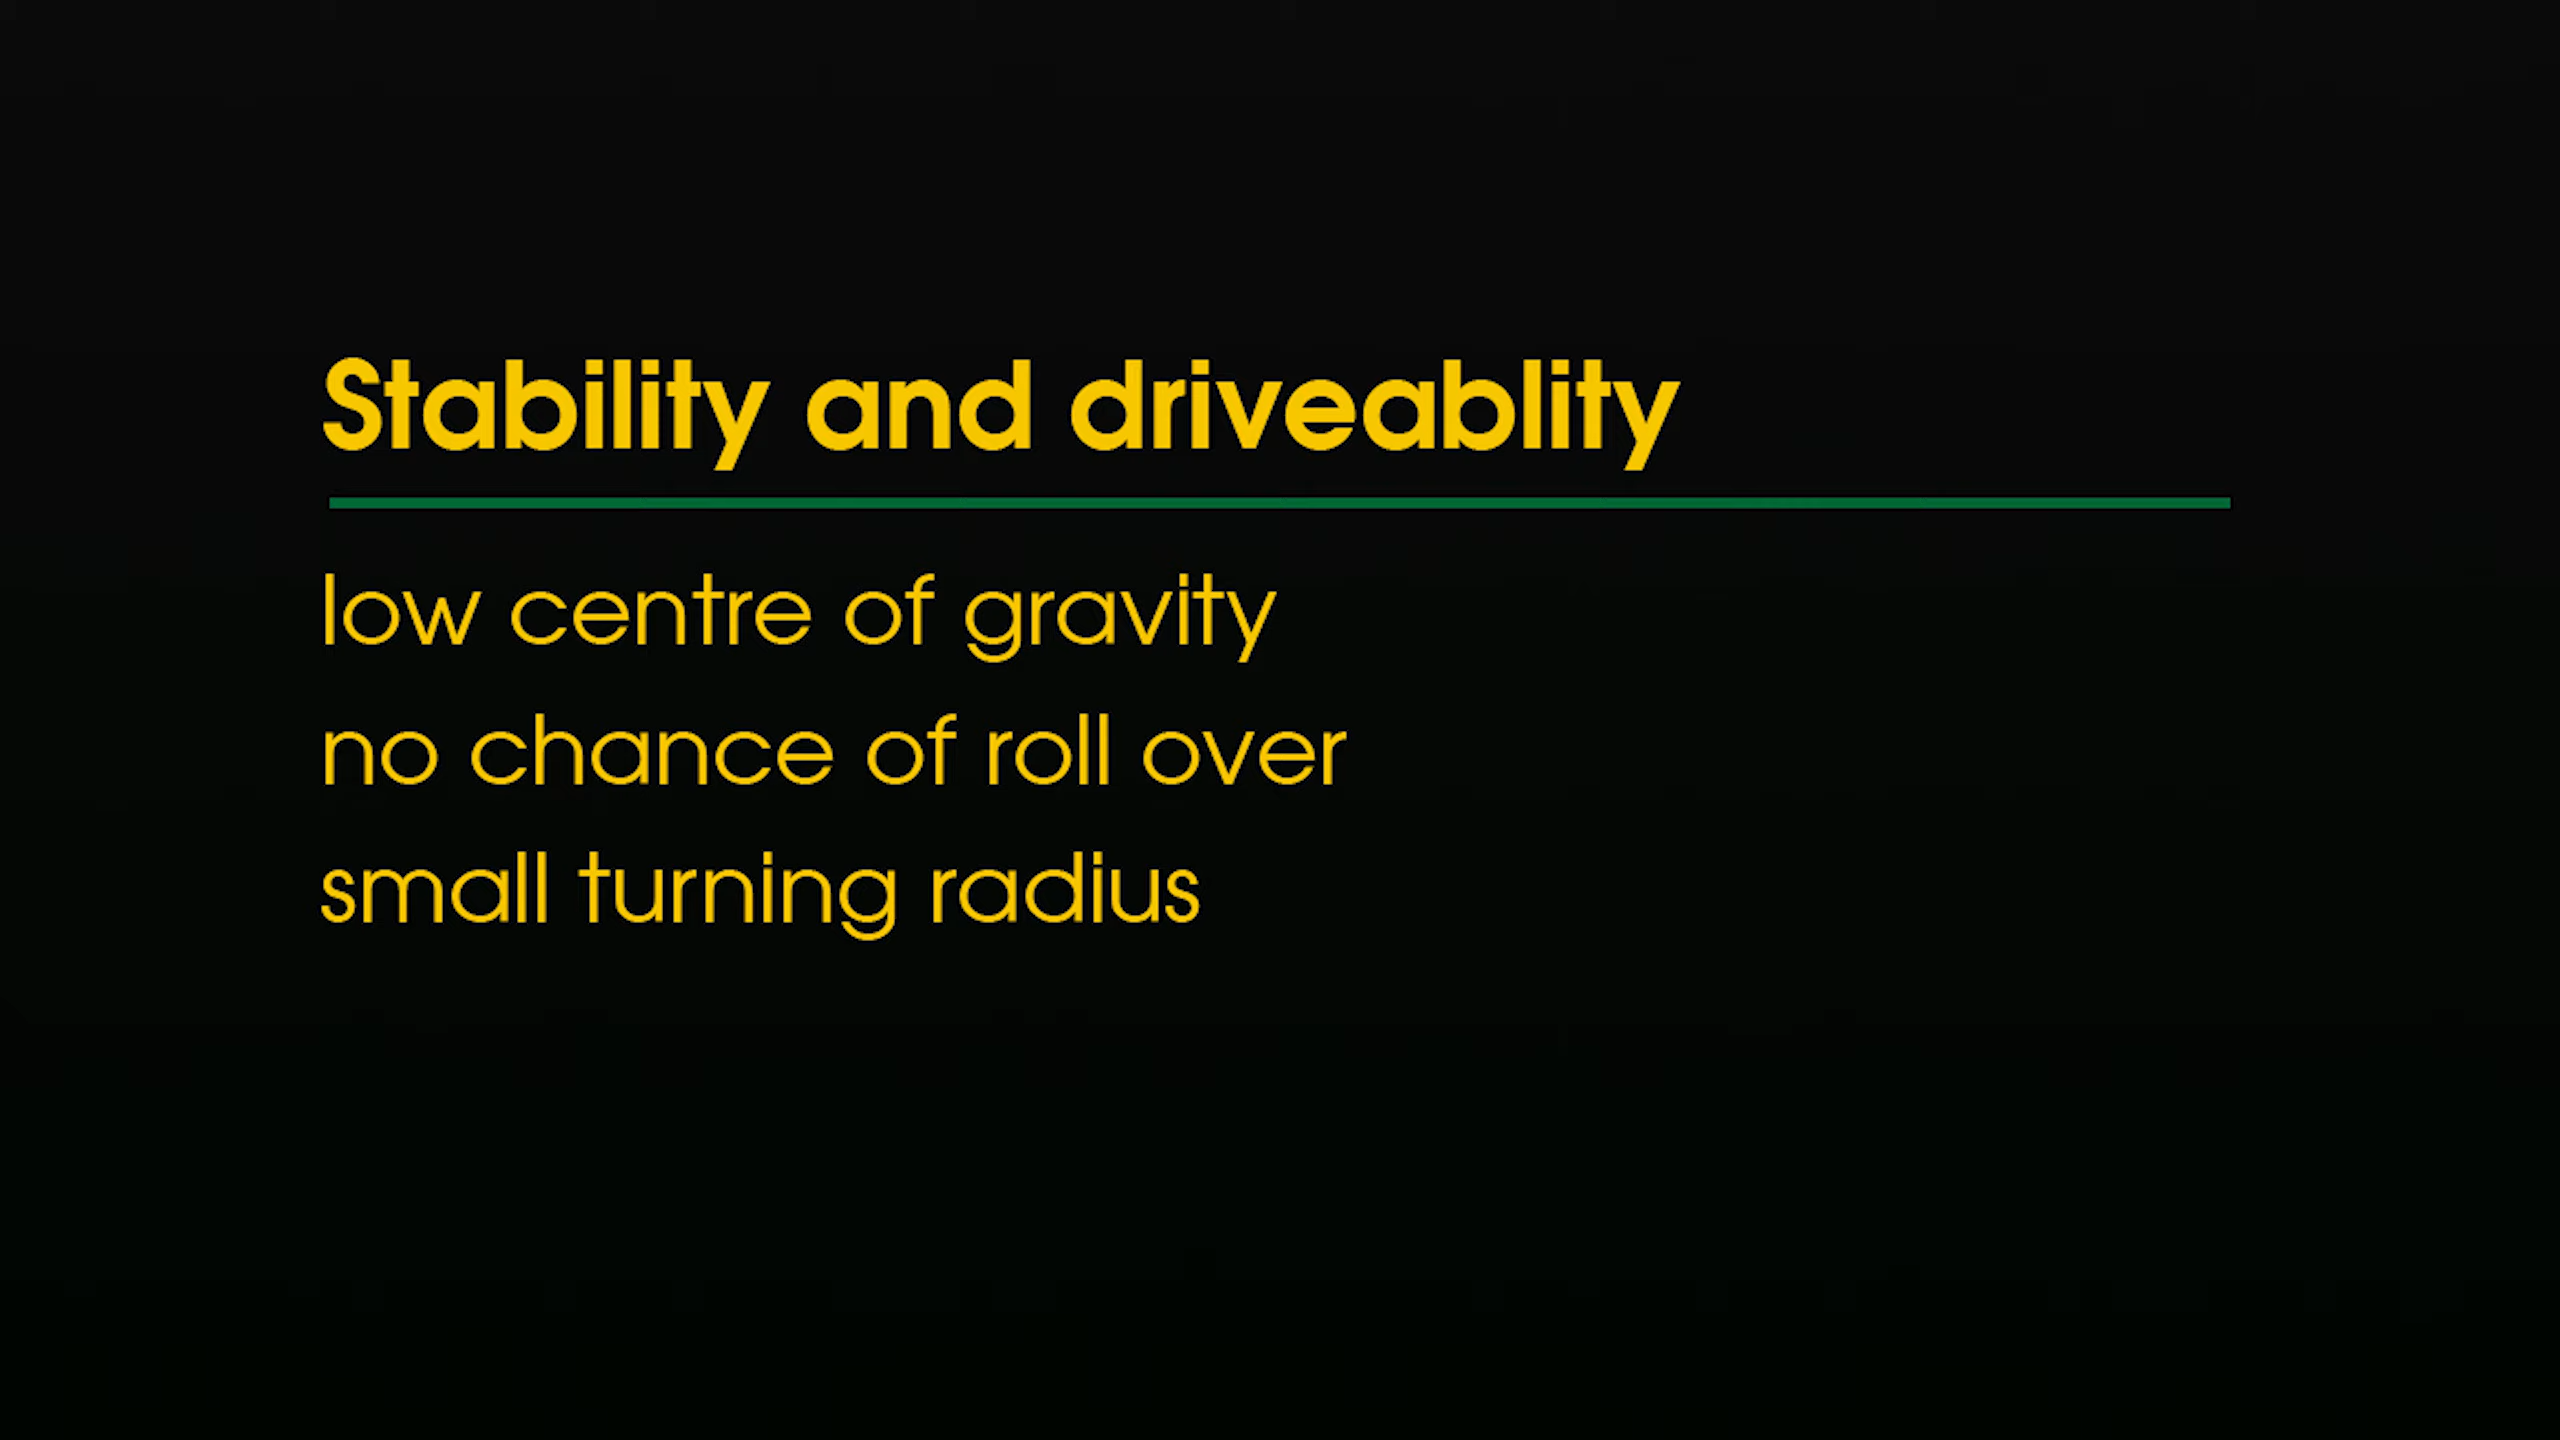 Stability and driveablity
low centre of gravity
no chance of roll over
small turning radius